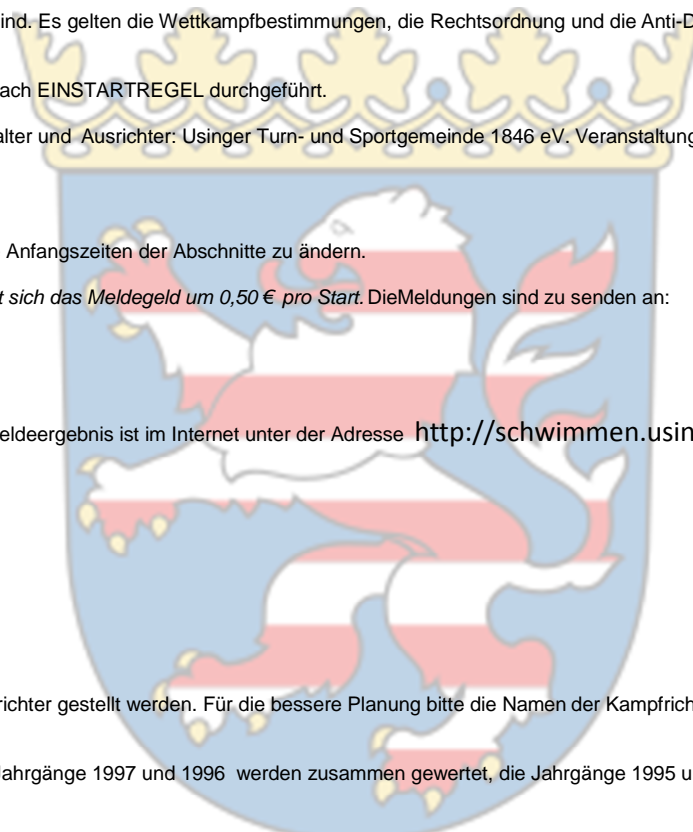 ind. Es gelten die Wettkampfbestimmungen, die Rechtsordnung und die Anti-D
ach EINSTARTREGEL durchgeführt.
alter und Ausrichter: Usinger Turn- und Sportgemeinde 1846 eV. Veranstaltung
Anfangszeiten der Abschnitte zu ändern.
t sich das Meldegeld um 0,50 € pro Start. DieMeldungen sind zu senden an:
eldeergebnis ist im Internet unter der Adresse http://schwimmen.usin
richter gestellt werden. Für die bessere Planung bitte die Namen der Kampfrich
Jahrgänge 1997 und 1996 werden zusammen gewertet, die Jahrgänge 1995 u